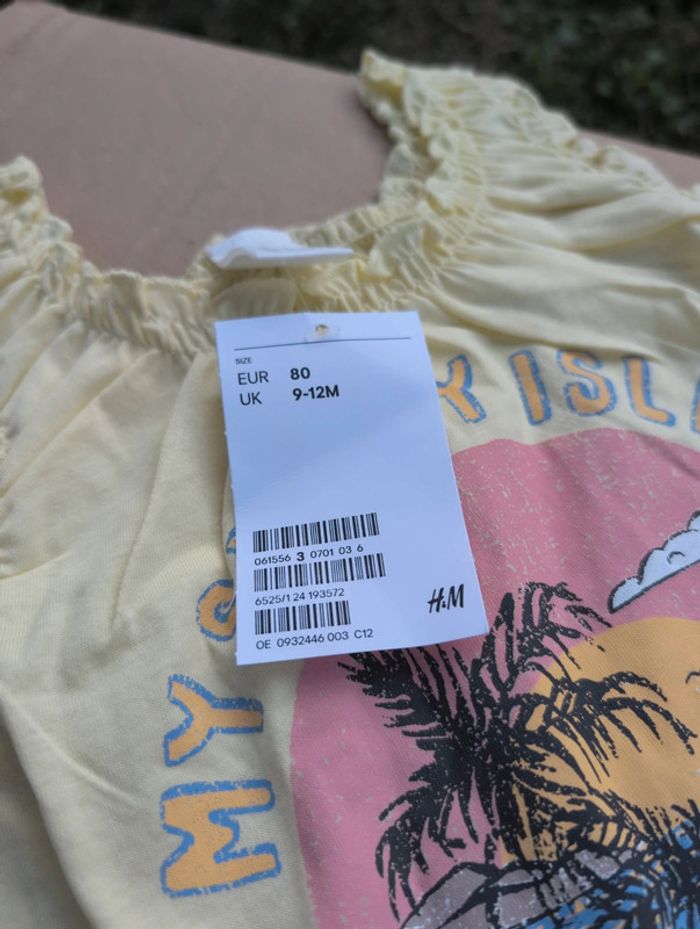 SIZE
EUR 80
UK 9-12M
061556 3 0701 03 6
6525/1 24 193572
OE 0932446 003 C12
H&M
MY